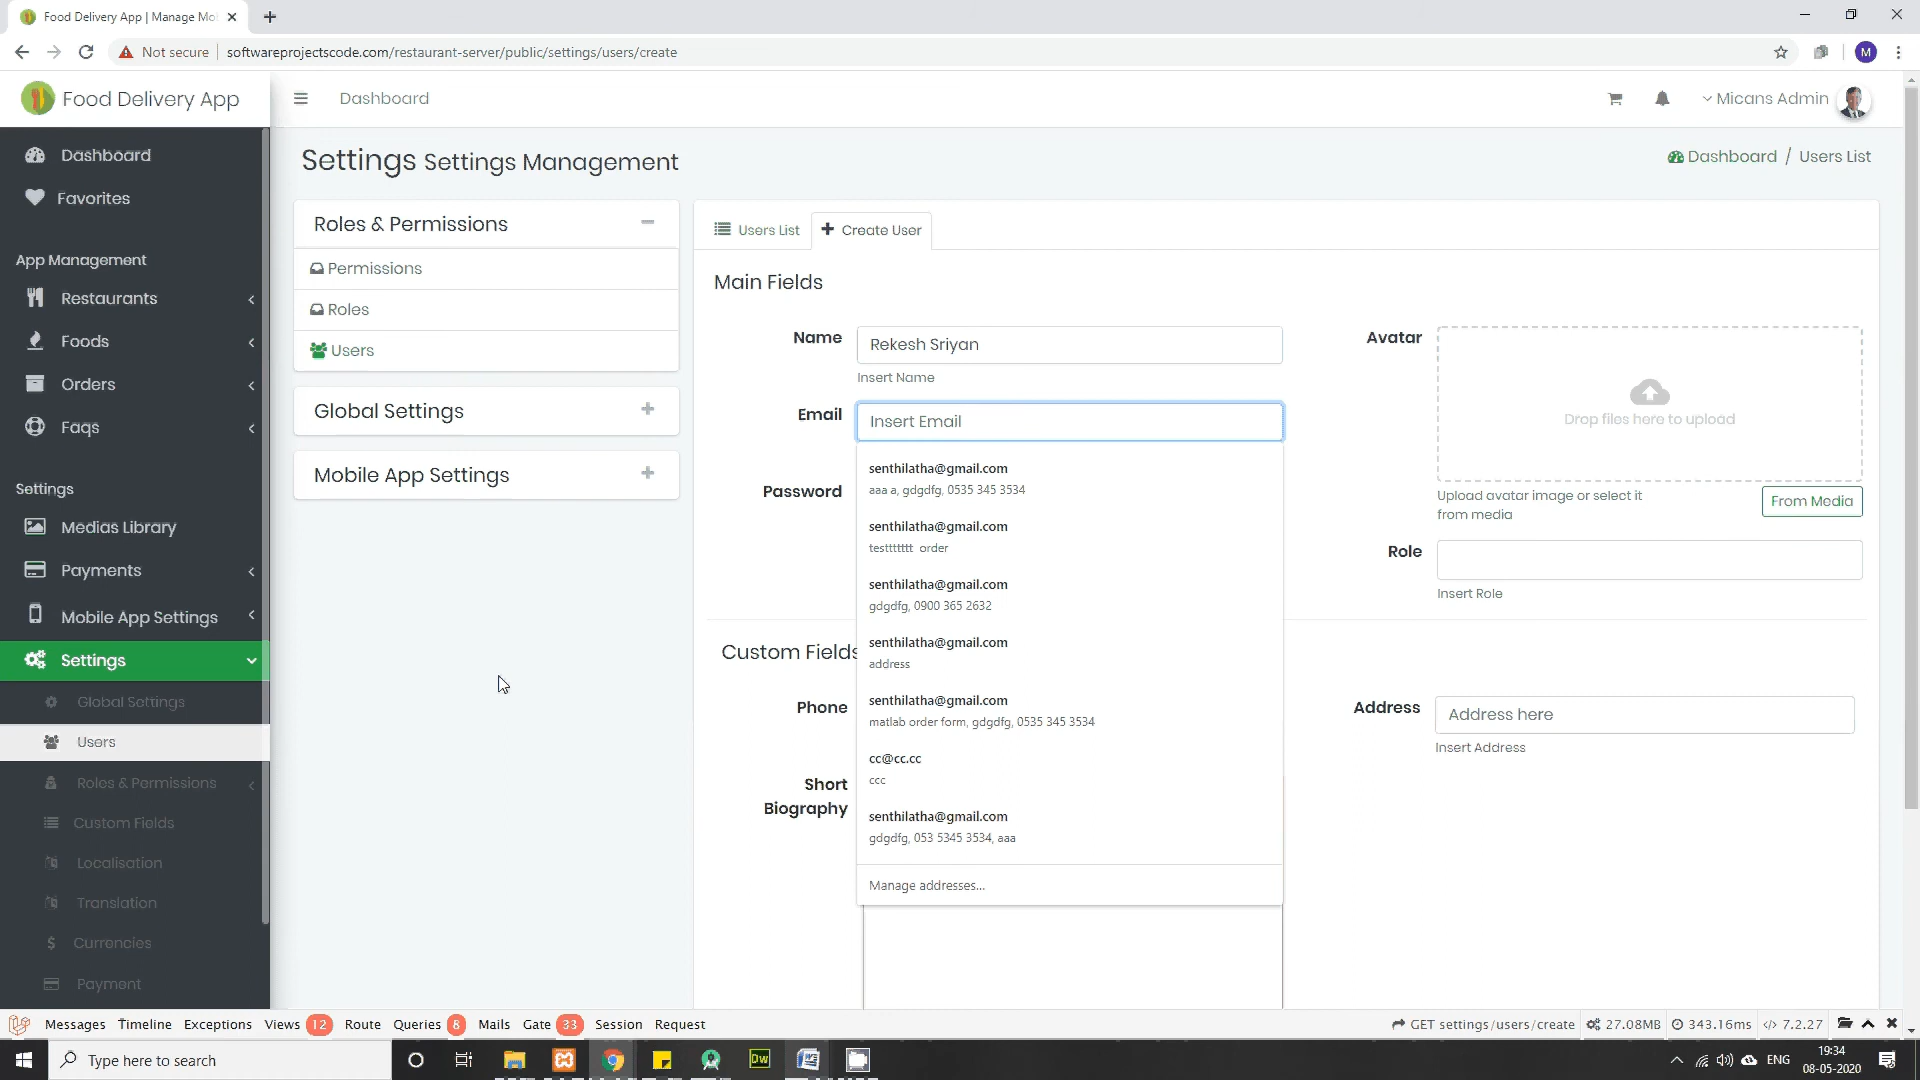 Food Delivery App | Manage Mo
Not secure
softwareprojectscode.com/restaurant-server/public/settings/users/create
M
Food Delivery App
Dashboard
Micans Admin
Dashboard
Favorites
App Management
Restaurants
Foods
Orders
Faqs
Settings
Medias Library
Payments
Mobile App Settings
Settings
Global Settings
Users
Roles & Permissions
Custom Fields
Localisation
Translation
$ Currencies
Payment
Settings Settings Management
Dashboard / Users List
Roles & Permissions
Permissions
Roles
Users
Global Settings
Mobile App Settings
Users List
Create User
Main Fields
Name
Rekesh Sriyan
Insert Name
Email
Insert Email
senthilatha@gmail.com
aaa a, gdgdfg, 0535 345 3534
senthilatha@gmail.com
testttttttt order
senthilatha@gmail.com
gdgdfg, 0900 365 2632
senthilatha@gmail.com
address
senthilatha@gmail.com
matlab order form, gdgdfg, 0535 345 3534
cc@cc.cc
ccc
senthilatha@gmail.com
gdgdfg, 053 5345 3534, aaa
Manage addresses...
Password
Avatar
Drop files here to upload
Upload avatar image or select it
from media
From Media
Role
Insert Role
Custom Fields
Phone
Short
Biography
Address
Address here
Insert Address
Messages Timeline Exceptions Views 12 Route Queries 8 Mails Gate 33 Session Request
GET settings/users/create 27.08MB 343.16ms </> 7.2.27
Type here to search
Dw
ENG
19:34
08-05-2020